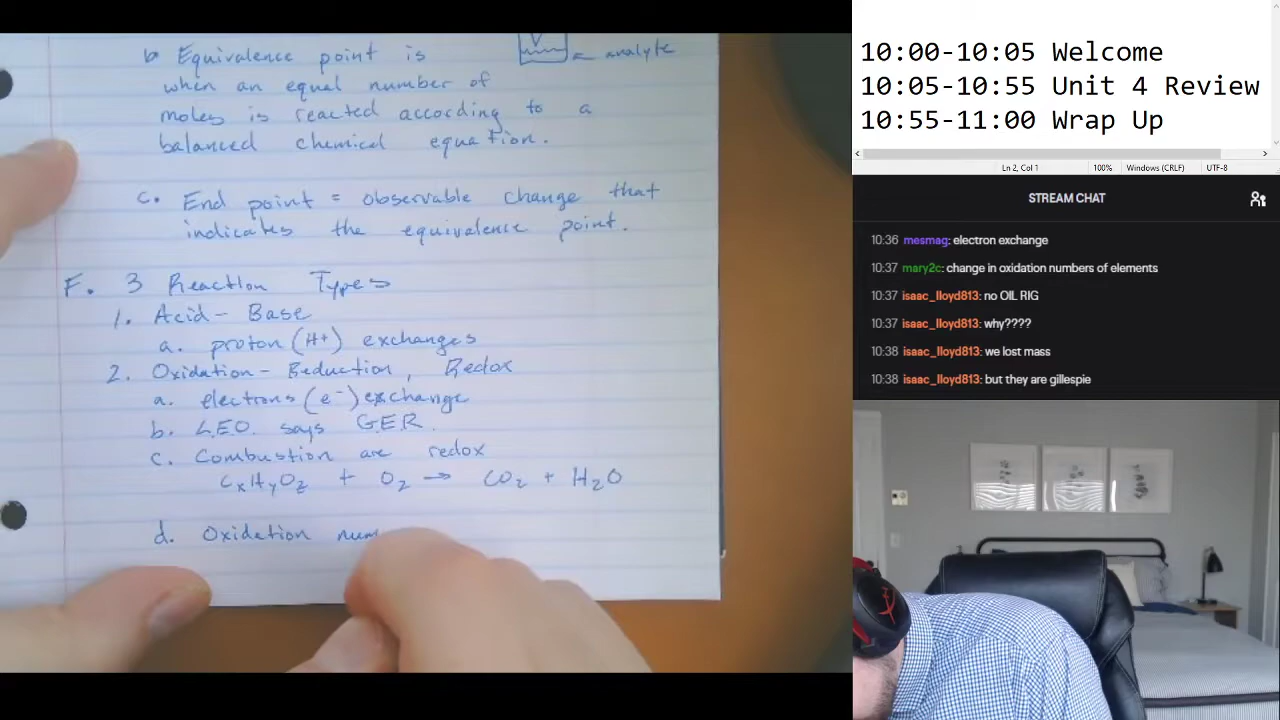 b Equivalence point is
← analyte
when an equal number of
moles is reacted according to a
balanced chemical equation.
c. End point = observable change that
indicates the equivalence point.
F. 3 Reaction Types
1. Acid - Base
a. proton (H+) exchanges
2. Oxidation - Reduction, Redox
a. electrons (e-) exchange
b. L.E.O. says G.E.R.
c. Combustion are redox
CxHyOz + O2 → CO2 + H2O
d. Oxidation num
10:00-10:05 Welcome
10:05-10:55 Unit 4 Review
10:55-11:00 Wrap Up
Ln 2, Col 1 100% Windows (CRLF) UTF-8
STREAM CHAT
10:36 mesmag: electron exchange
10:37 mary2c: change in oxidation numbers of elements
10:37 isaac_lloyd813: no OIL RIG
10:37 isaac_lloyd813: why????
10:38 isaac_lloyd813: we lost mass
10:38 isaac_lloyd813: but they are gillespie